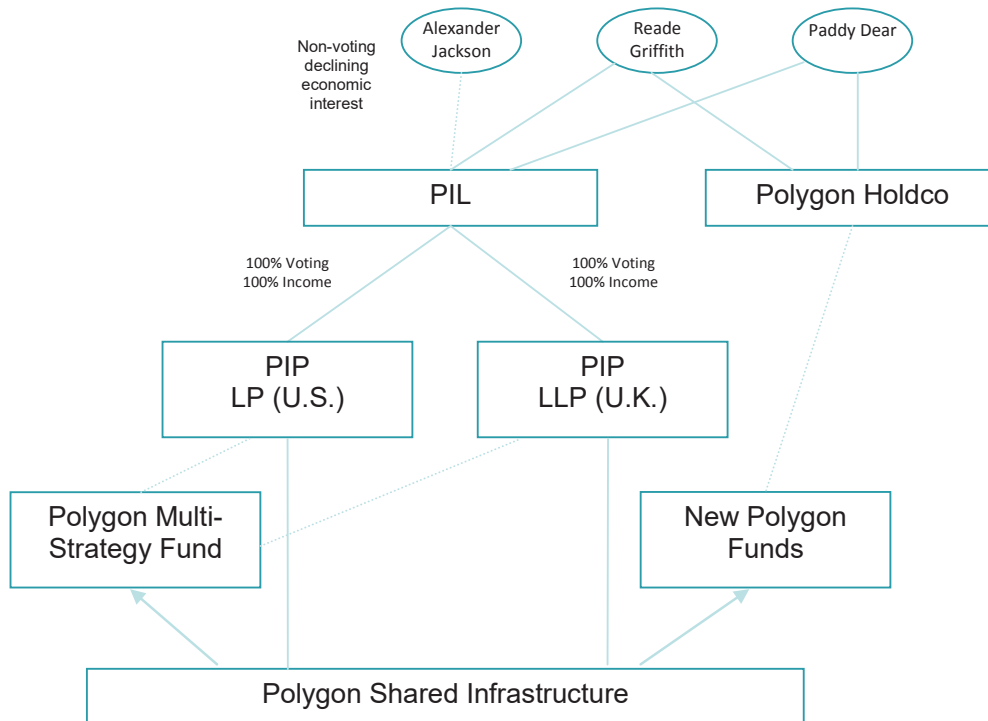 Alexander
Jackson
Reade
Griffith
Paddy Dear
Non-voting
declining
economic
interest
PIL
Polygon Holdco
100% Voting
100% Income
100% Voting
100% Income
PIP
LP (U.S.)
PIP
LLP (U.K.)
Polygon Multi-
Strategy Fund
New Polygon
Funds
Polygon Shared Infrastructure